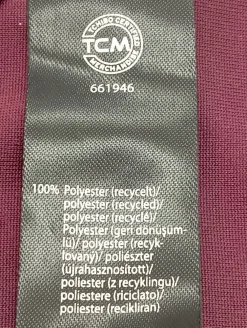 TCHIBO CERTIFIED
TCM
MERCHANDISE
661946
100% Polyester (recycelt)/
polyester (recycled)/
polyester (recyclé)/
Polyester (geri dönüşüm-
lü)/ polyester (recyk-
lovaný)/ poliészter
(újrahasznosított)/
poliester (z recyklingu)/
poliestere (riciclato)/
poliester (recikliran)